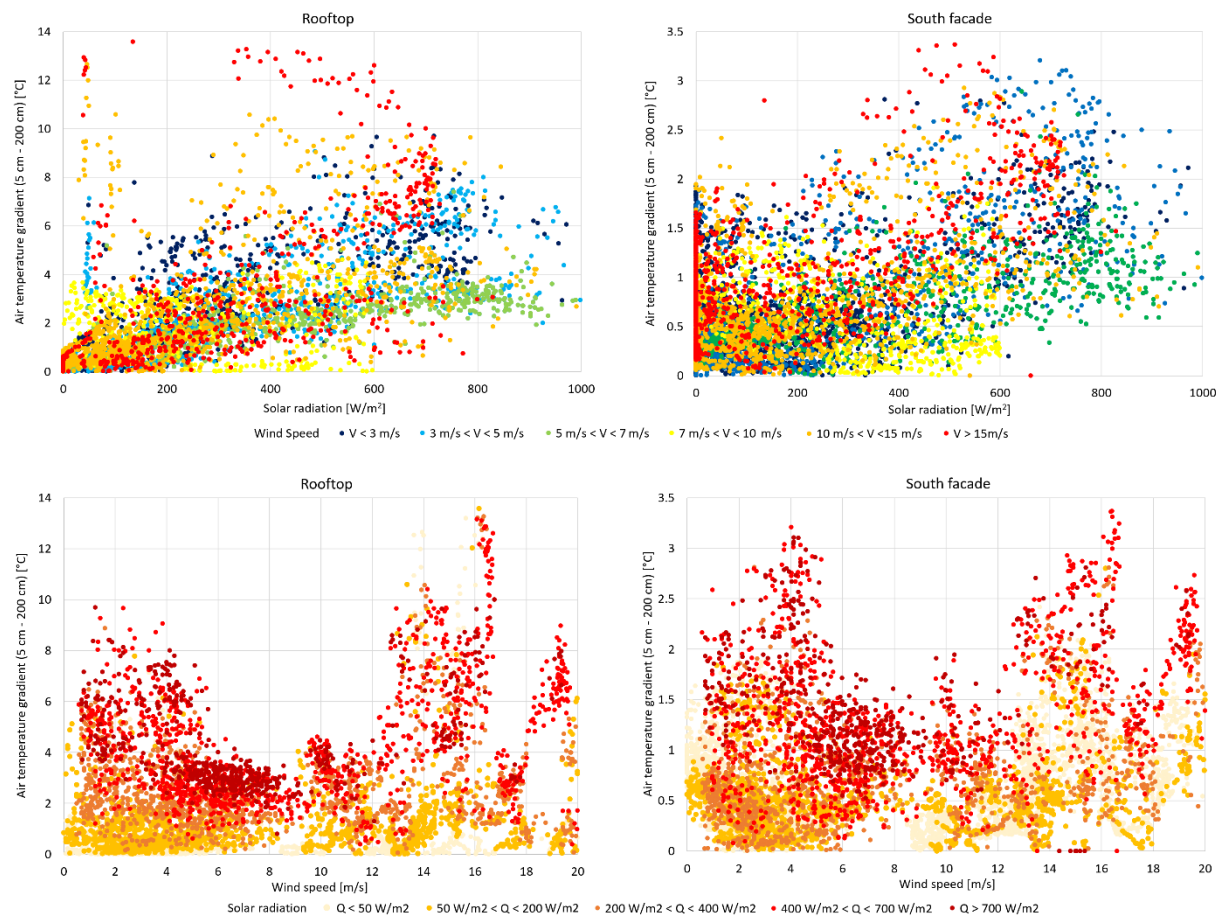 Rooftop
Air temperature gradient (5 cm - 200 cm) [°C]
14
12
10
8
6
4
2
0
0 200 400 600 800 1000
Solar radiation [W/m²]
South facade
Air temperature gradient (5 cm - 200 cm) [°C]
3.5
3
2.5
2
1.5
1
0.5
0
0 200 400 600 800 1000
Solar radiation [W/m²]
Wind Speed V < 3 m/s 3 m/s < V < 5 m/s 5 m/s < V < 7 m/s 7 m/s < V < 10 m/s 10 m/s < V <15 m/s V > 15m/s
Rooftop
Air temperature gradient (5 cm - 200 cm) [°C]
14
12
10
8
6
4
2
0
0 2 4 6 8 10 12 14 16 18 20
Wind speed [m/s]
South facade
Air temperature gradient (5 cm - 200 cm) [°C]
3.5
3
2.5
2
1.5
1
0.5
0
0 2 4 6 8 10 12 14 16 18 20
Wind speed [m/s]
Solar radiation Q < 50 W/m2 50 W/m2 < Q < 200 W/m2 200 W/m2 < Q < 400 W/m2 400 W/m2 < Q < 700 W/m2 Q > 700 W/m2